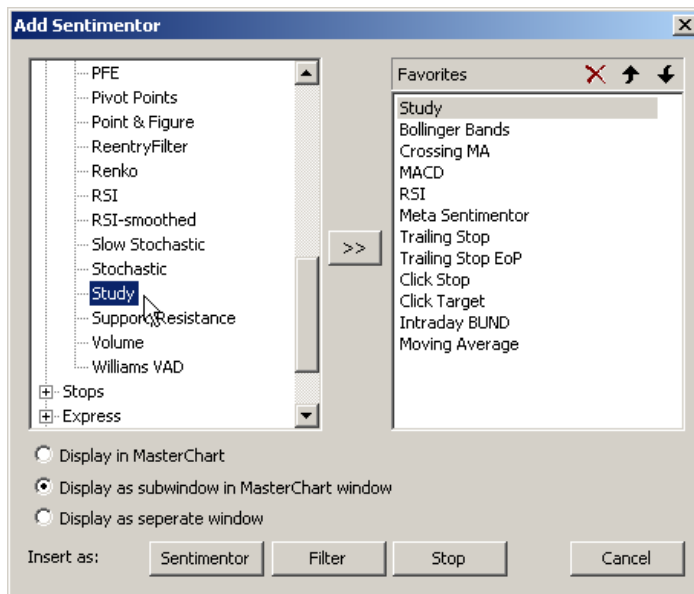 Add Sentimentor
PFE
Pivot Points
Point & Figure
ReentryFilter
Renko
RSI
RSI-smoothed
Slow Stochastic
Stochastic
Study
Support/Resistance
Volume
Williams VAD
Stops
Express
>>
Favorites
Study
Bollinger Bands
Crossing MA
MACD
RSI
Meta Sentimentor
Trailing Stop
Trailing Stop EoP
Click Stop
Click Target
Intraday BUND
Moving Average
Display in MasterChart
Display as subwindow in MasterChart window
Display as seperate window
Insert as: Sentimentor Filter Stop Cancel